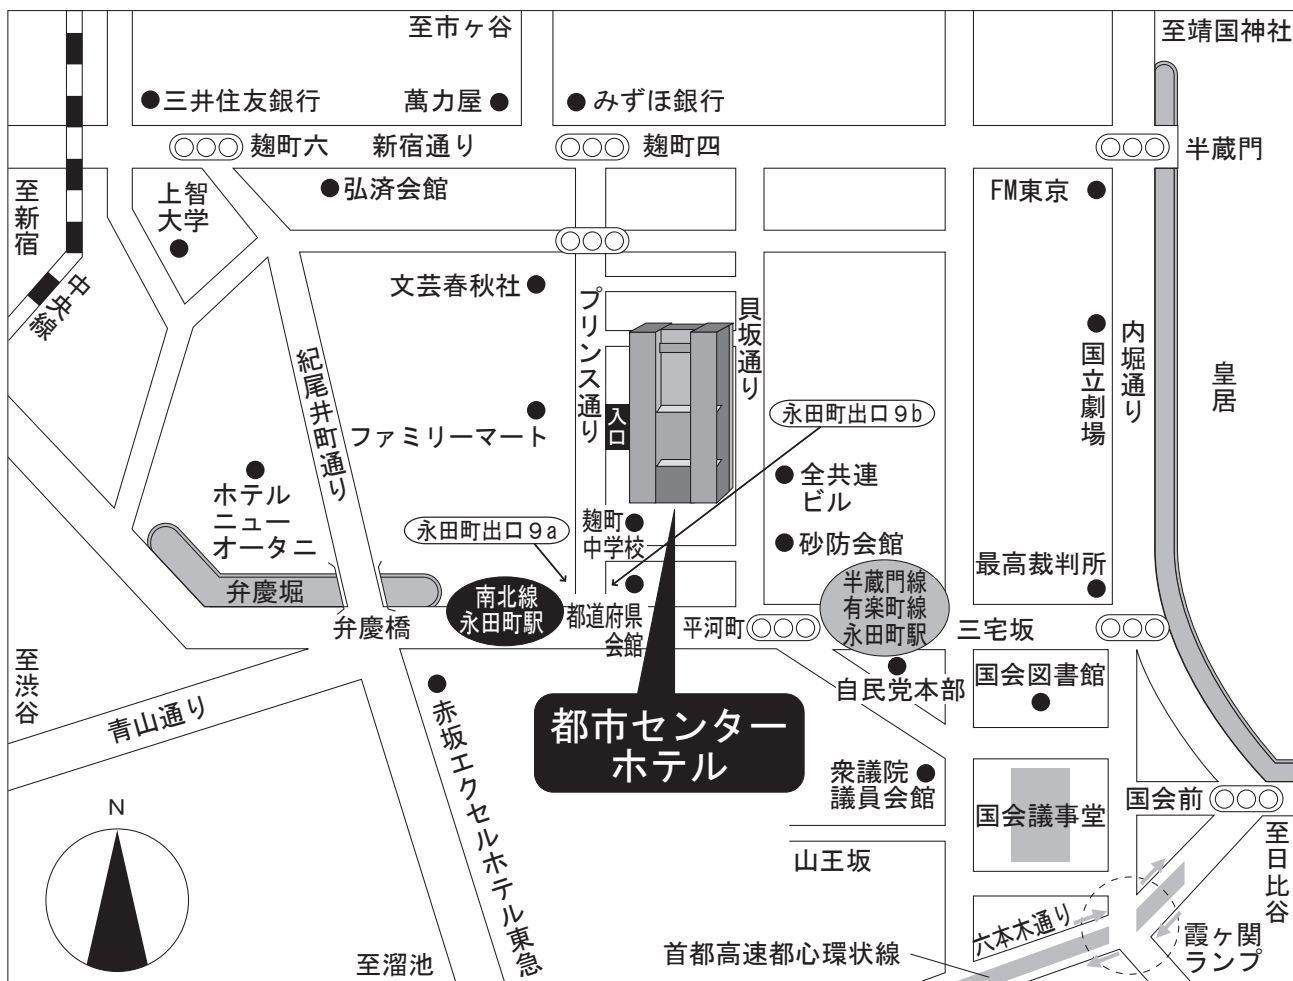 至市ヶ谷
至靖国神社
三井住友銀行
萬力屋
みずほ銀行
麹町六
新宿通り
麹町四
半蔵門
至新宿
上智
大学
弘済会館
FM東京
中央線
文芸春秋社
プリンス通り
貝坂通り
国立劇場
内堀通り
皇居
紀尾井町通り
ファミリーマート
入口
永田町出口9b
ホテル
ニュー
オータニ
永田町出口9a
麹町
中学校
全共連
ビル
砂防会館
最高裁判所
弁慶堀
弁慶橋
南北線
永田町駅
都道府県
会館
平河町
半蔵門線
有楽町線
永田町駅
三宅坂
至渋谷
青山通り
赤坂エクセルホテル東急
自民党本部
国会図書館
都市センター
ホテル
衆議院
議員会館
国会議事堂
国会前
N
山王坂
至日比谷
六本木通り
首都高速都心環状線
霞ヶ関
ランプ
至溜池